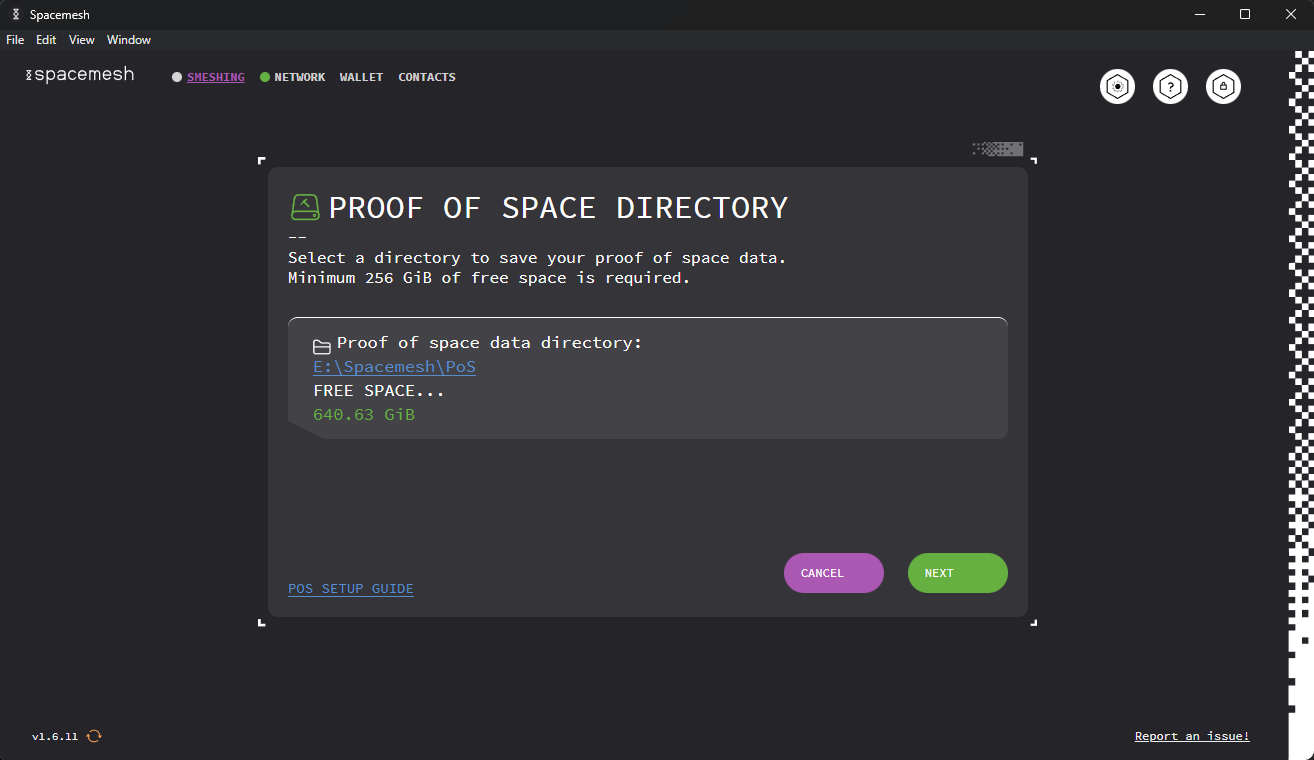 Spacemesh
File Edit View Window
spacemesh
SMESHING NETWORK WALLET CONTACTS
?
PROOF OF SPACE DIRECTORY
--
Select a directory to save your proof of space data.
Minimum 256 GiB of free space is required.
Proof of space data directory:
E:\Spacemesh\PoS
FREE SPACE...
640.63 GiB
CANCEL NEXT
POS SETUP GUIDE
v1.6.11
Report an issue!